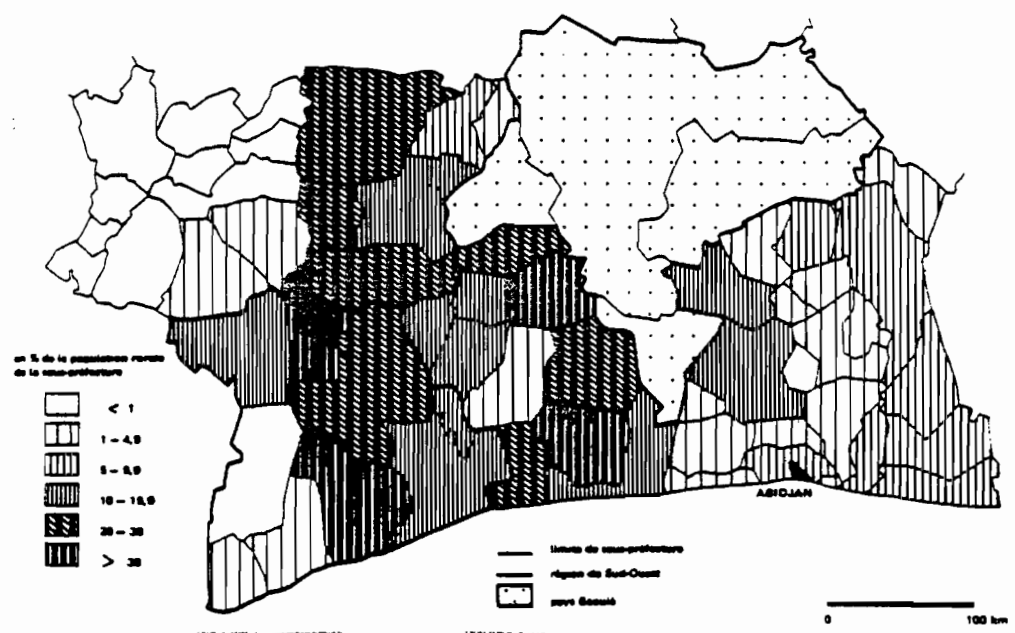 en % de la population rurale
de la sous-préfecture
< 1
1 - 4,9
5 - 9,9
10 - 19,9
20 - 30
> 30
ABIDJAN
limite de sous-préfecture
région de Sud-Ouest
pays Baoulé
0 100 km